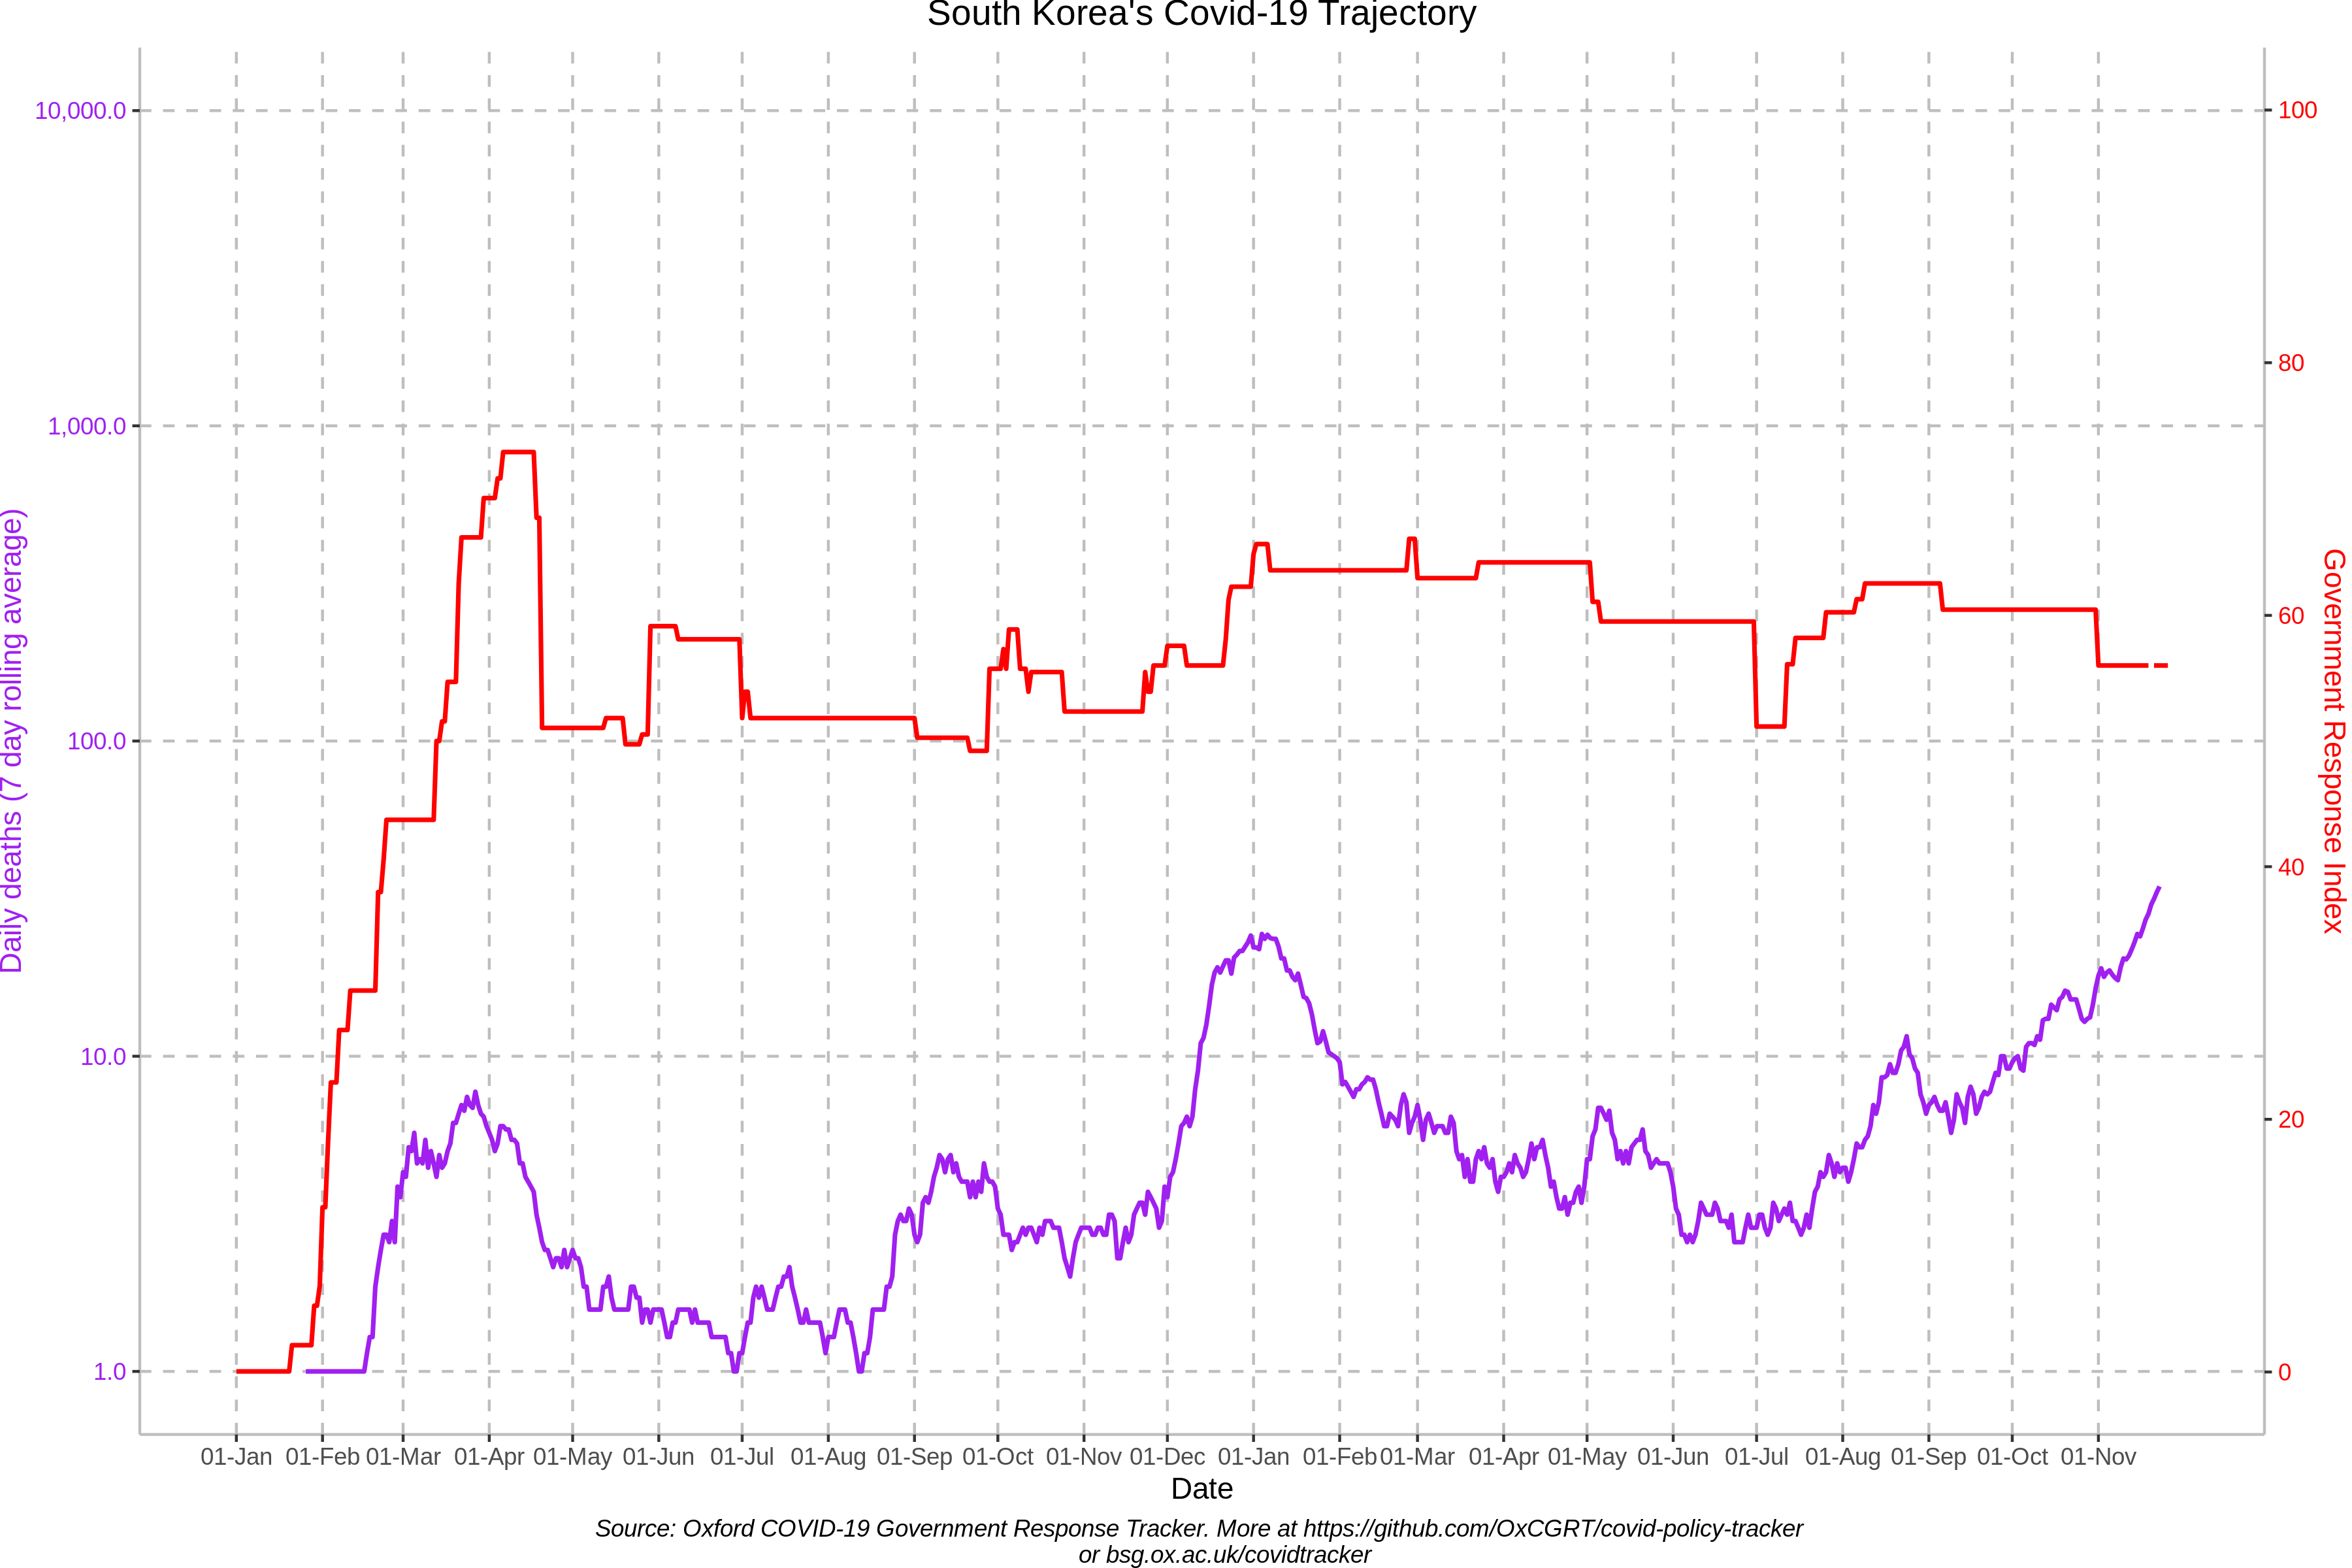 South Korea's Covid-19 Trajectory
10,000.0
1,000.0
100.0
10.0
1.0
Daily deaths (7 day rolling average)
100
80
60
40
20
0
Government Response Index
01-Jan 01-Feb 01-Mar 01-Apr 01-May 01-Jun 01-Jul 01-Aug 01-Sep 01-Oct 01-Nov 01-Dec 01-Jan 01-Feb 01-Mar 01-Apr 01-May 01-Jun 01-Jul 01-Aug 01-Sep 01-Oct 01-Nov
Date
Source: Oxford COVID-19 Government Response Tracker. More at https://github.com/OxCGRT/covid-policy-tracker
or bsg.ox.ac.uk/covidtracker